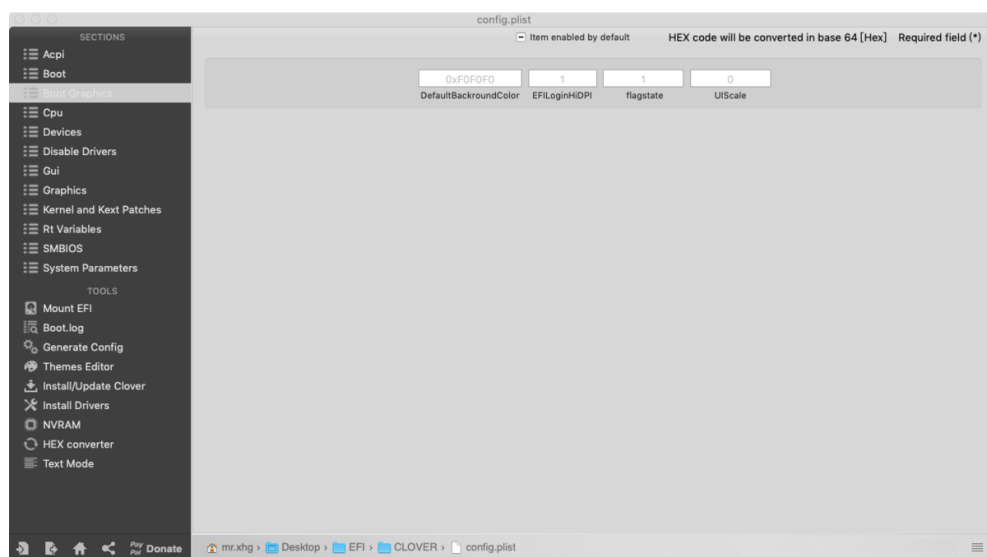 config.plist
SECTIONS
Item enabled by default HEX code will be converted in base 64 [Hex] Required field (*)
Acpi
Boot
Boot Graphics
Cpu
Devices
Disable Drivers
Gui
Graphics
Kernel and Kext Patches
Rt Variables
SMBIOS
System Parameters
0xF0F0F0 1 1 0
DefaultBackroundColor EFILoginHiDPI flagstate UIScale
TOOLS
Mount EFI
Boot.log
Generate Config
Themes Editor
Install/Update Clover
Install Drivers
NVRAM
HEX converter
Text Mode
Pay Pal Donate
mr.xhg › Desktop › EFI › CLOVER › config.plist